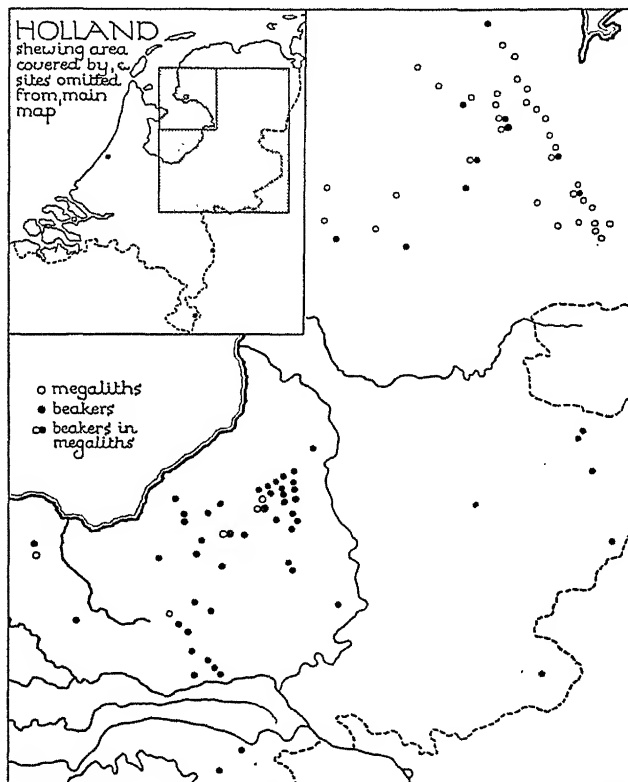 HOLLAND
shewing area
covered by, &
sites omitted
from, main
map
megaliths
beakers
beakers in
megaliths